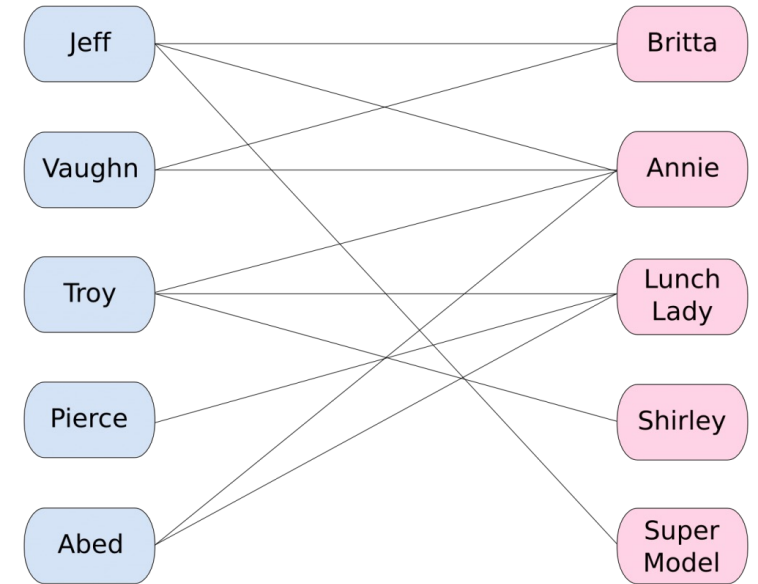 Jeff
Britta
Vaughn
Annie
Troy
Lunch
Lady
Pierce
Shirley
Abed
Super
Model